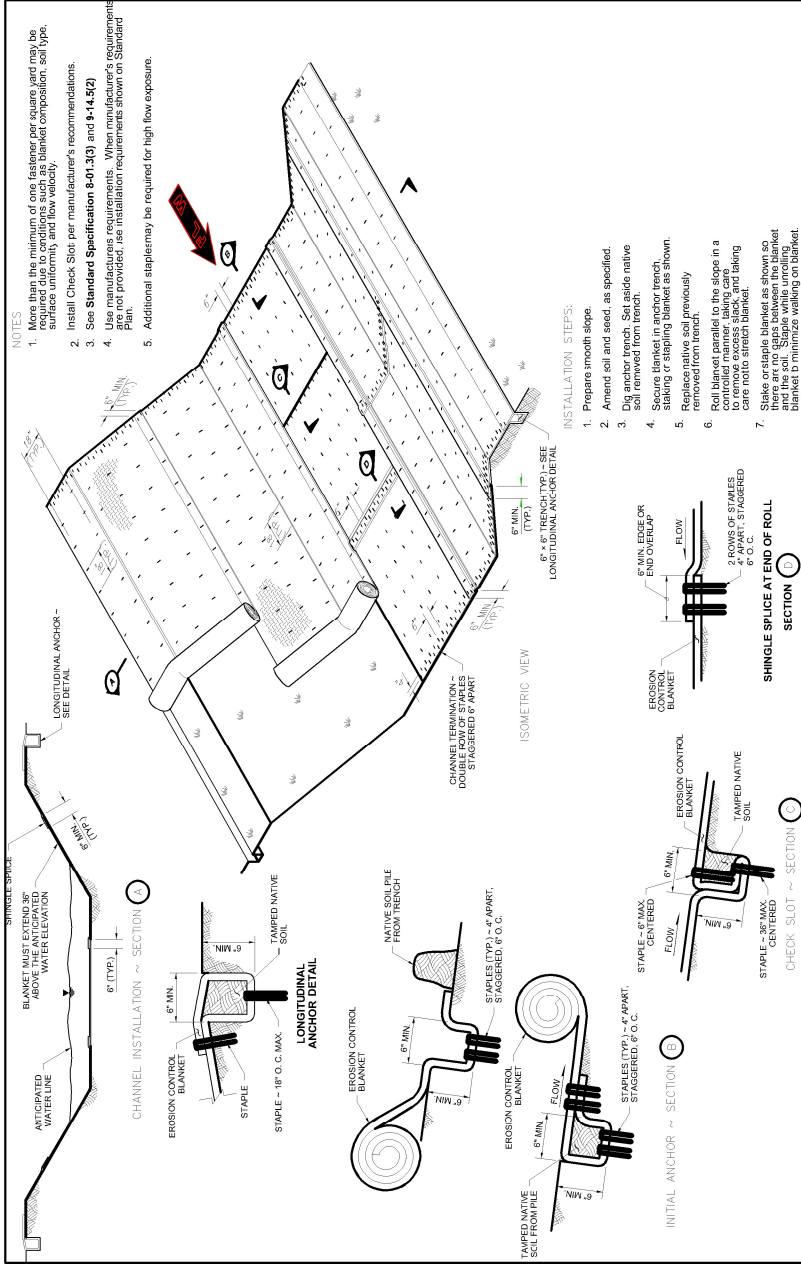 NOTES
1. More than the minimum of one fastener per square yard may be
required due to conditions such as blanket composition, soil type,
surface uniformity and flow velocity.
2. Install Check Slot per manufacturer's recommendations.
3. See Standard Specification 8-01.3(3) and 9-14.5(2)
4. Use manufacturers requirements. When manufacturer's requirements
are not provided, use installation requirements shown on Standard
Plan.
5. Additional staples may be required for high flow exposure.
SHINGLE SPLICE
BLANKET MUST EXTEND 36"
ABOVE THE ANTICIPATED
WATER ELEVATION
ANTICIPATED
WATER LINE
6" MIN.
(TYP.)
6" (TYP.)
LONGITUDINAL ANCHOR ~
SEE DETAIL
CHANNEL INSTALLATION ~ SECTION A
EROSION CONTROL
BLANKET
6" MIN.
6" MIN.
STAPLE
TAMPED NATIVE
SOIL
STAPLE ~ 18" O. C. MAX.
LONGITUDINAL
ANCHOR DETAIL
A
18"
(TYP.)
6" MIN.
(TYP.)
6"
B
FLOW
C
D
6"
6" MIN.
(TYP.)
6" MIN.
(TYP.)
6" × 6" TRENCH (TYP.) ~ SEE
LONGITUDINAL ANCHOR DETAIL
CHANNEL TERMINATION ~
DOUBLE ROW OF STAPLES
STAGGERED 6" APART
ISOMETRIC VIEW
INSTALLATION STEPS:
1. Prepare smooth slope.
2. Amend soil and seed, as specified.
3. Dig anchor trench. Set aside native
soil removed from trench.
4. Secure blanket in anchor trench,
staking or stapling blanket as shown.
5. Replace native soil previously
removed from trench.
6. Roll blanket parallel to the slope in a
controlled manner, taking care
to remove excess slack, and taking
care not to stretch blanket.
7. Stake or staple blanket as shown so
there are no gaps between the blanket
and the soil. Staple while unrolling
blanket to minimize walking on blanket.
EROSION CONTROL
BLANKET
NATIVE SOIL PILE
FROM TRENCH
6" MIN.
6" MIN.
STAPLES (TYP.) ~ 4" APART,
STAGGERED, 6" O. C.
EROSION CONTROL
BLANKET
TAMPED NATIVE
SOIL FROM PILE
6" MIN.
FLOW
6" MIN.
STAPLES (TYP.) ~ 4" APART,
STAGGERED, 6" O. C.
INITIAL ANCHOR ~ SECTION B
STAPLE ~ 6" MAX.
CENTERED
EROSION CONTROL
BLANKET
FLOW
6" MIN.
6" MIN.
TAMPED NATIVE
SOIL
STAPLE ~ 36" MAX.
CENTERED
CHECK SLOT ~ SECTION C
EROSION
CONTROL
BLANKET
6" MIN. EDGE OR
END OVERLAP
FLOW
2 ROWS OF STAPLES
4" APART, STAGGERED
6" O. C.
SHINGLE SPLICE AT END OF ROLL
SECTION D